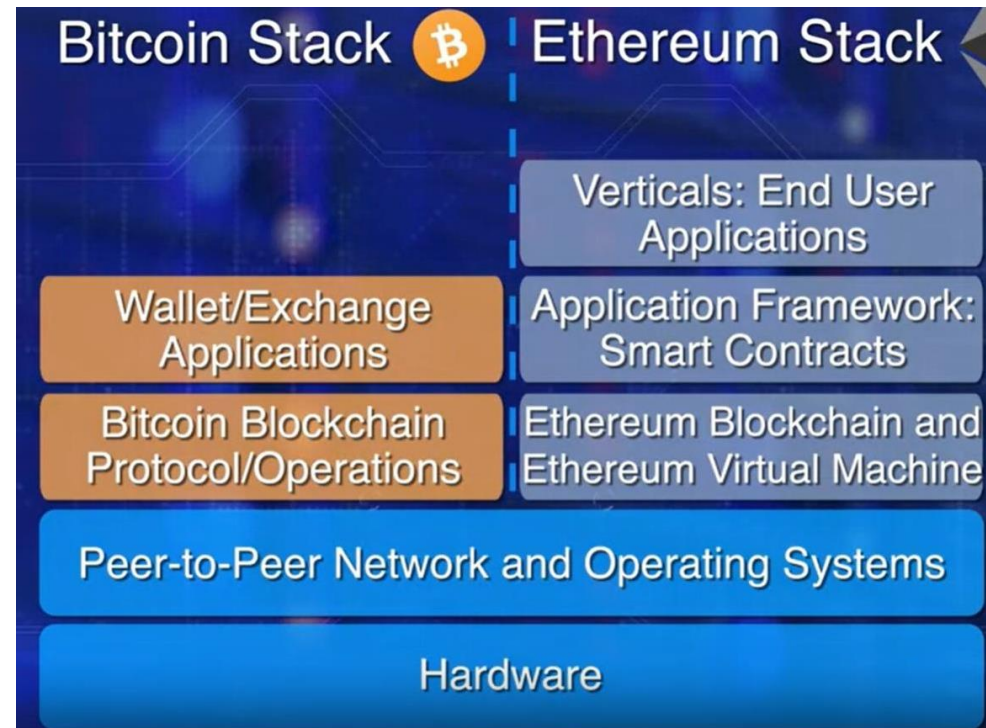 Bitcoin Stack
Ethereum Stack
Verticals: End User
Applications
Wallet/Exchange
Applications
Application Framework:
Smart Contracts
Bitcoin Blockchain
Protocol/Operations
Ethereum Blockchain and
Ethereum Virtual Machine
Peer-to-Peer Network and Operating Systems
Hardware